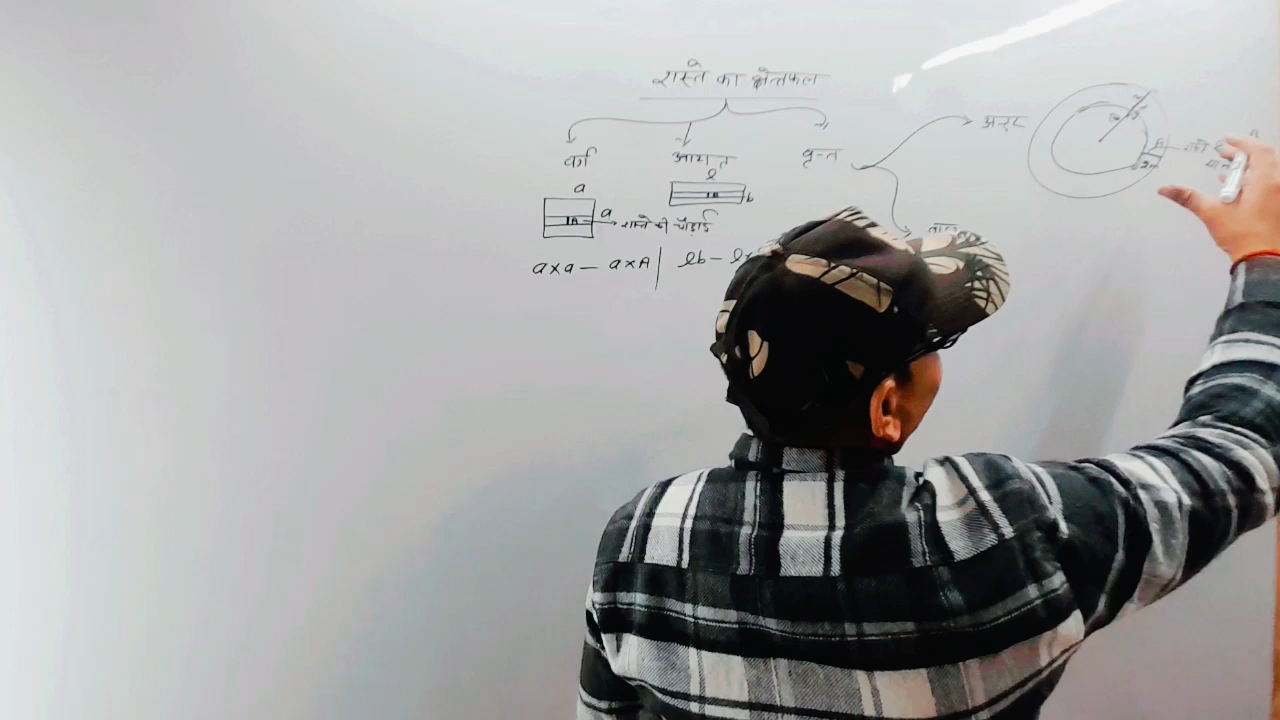 रास्ते का क्षेत्रफल
वर्ग आयत वृत्त अन्दर
a l
a b
A → रास्ते की चौड़ाई
a×a – a×A | lb – l×